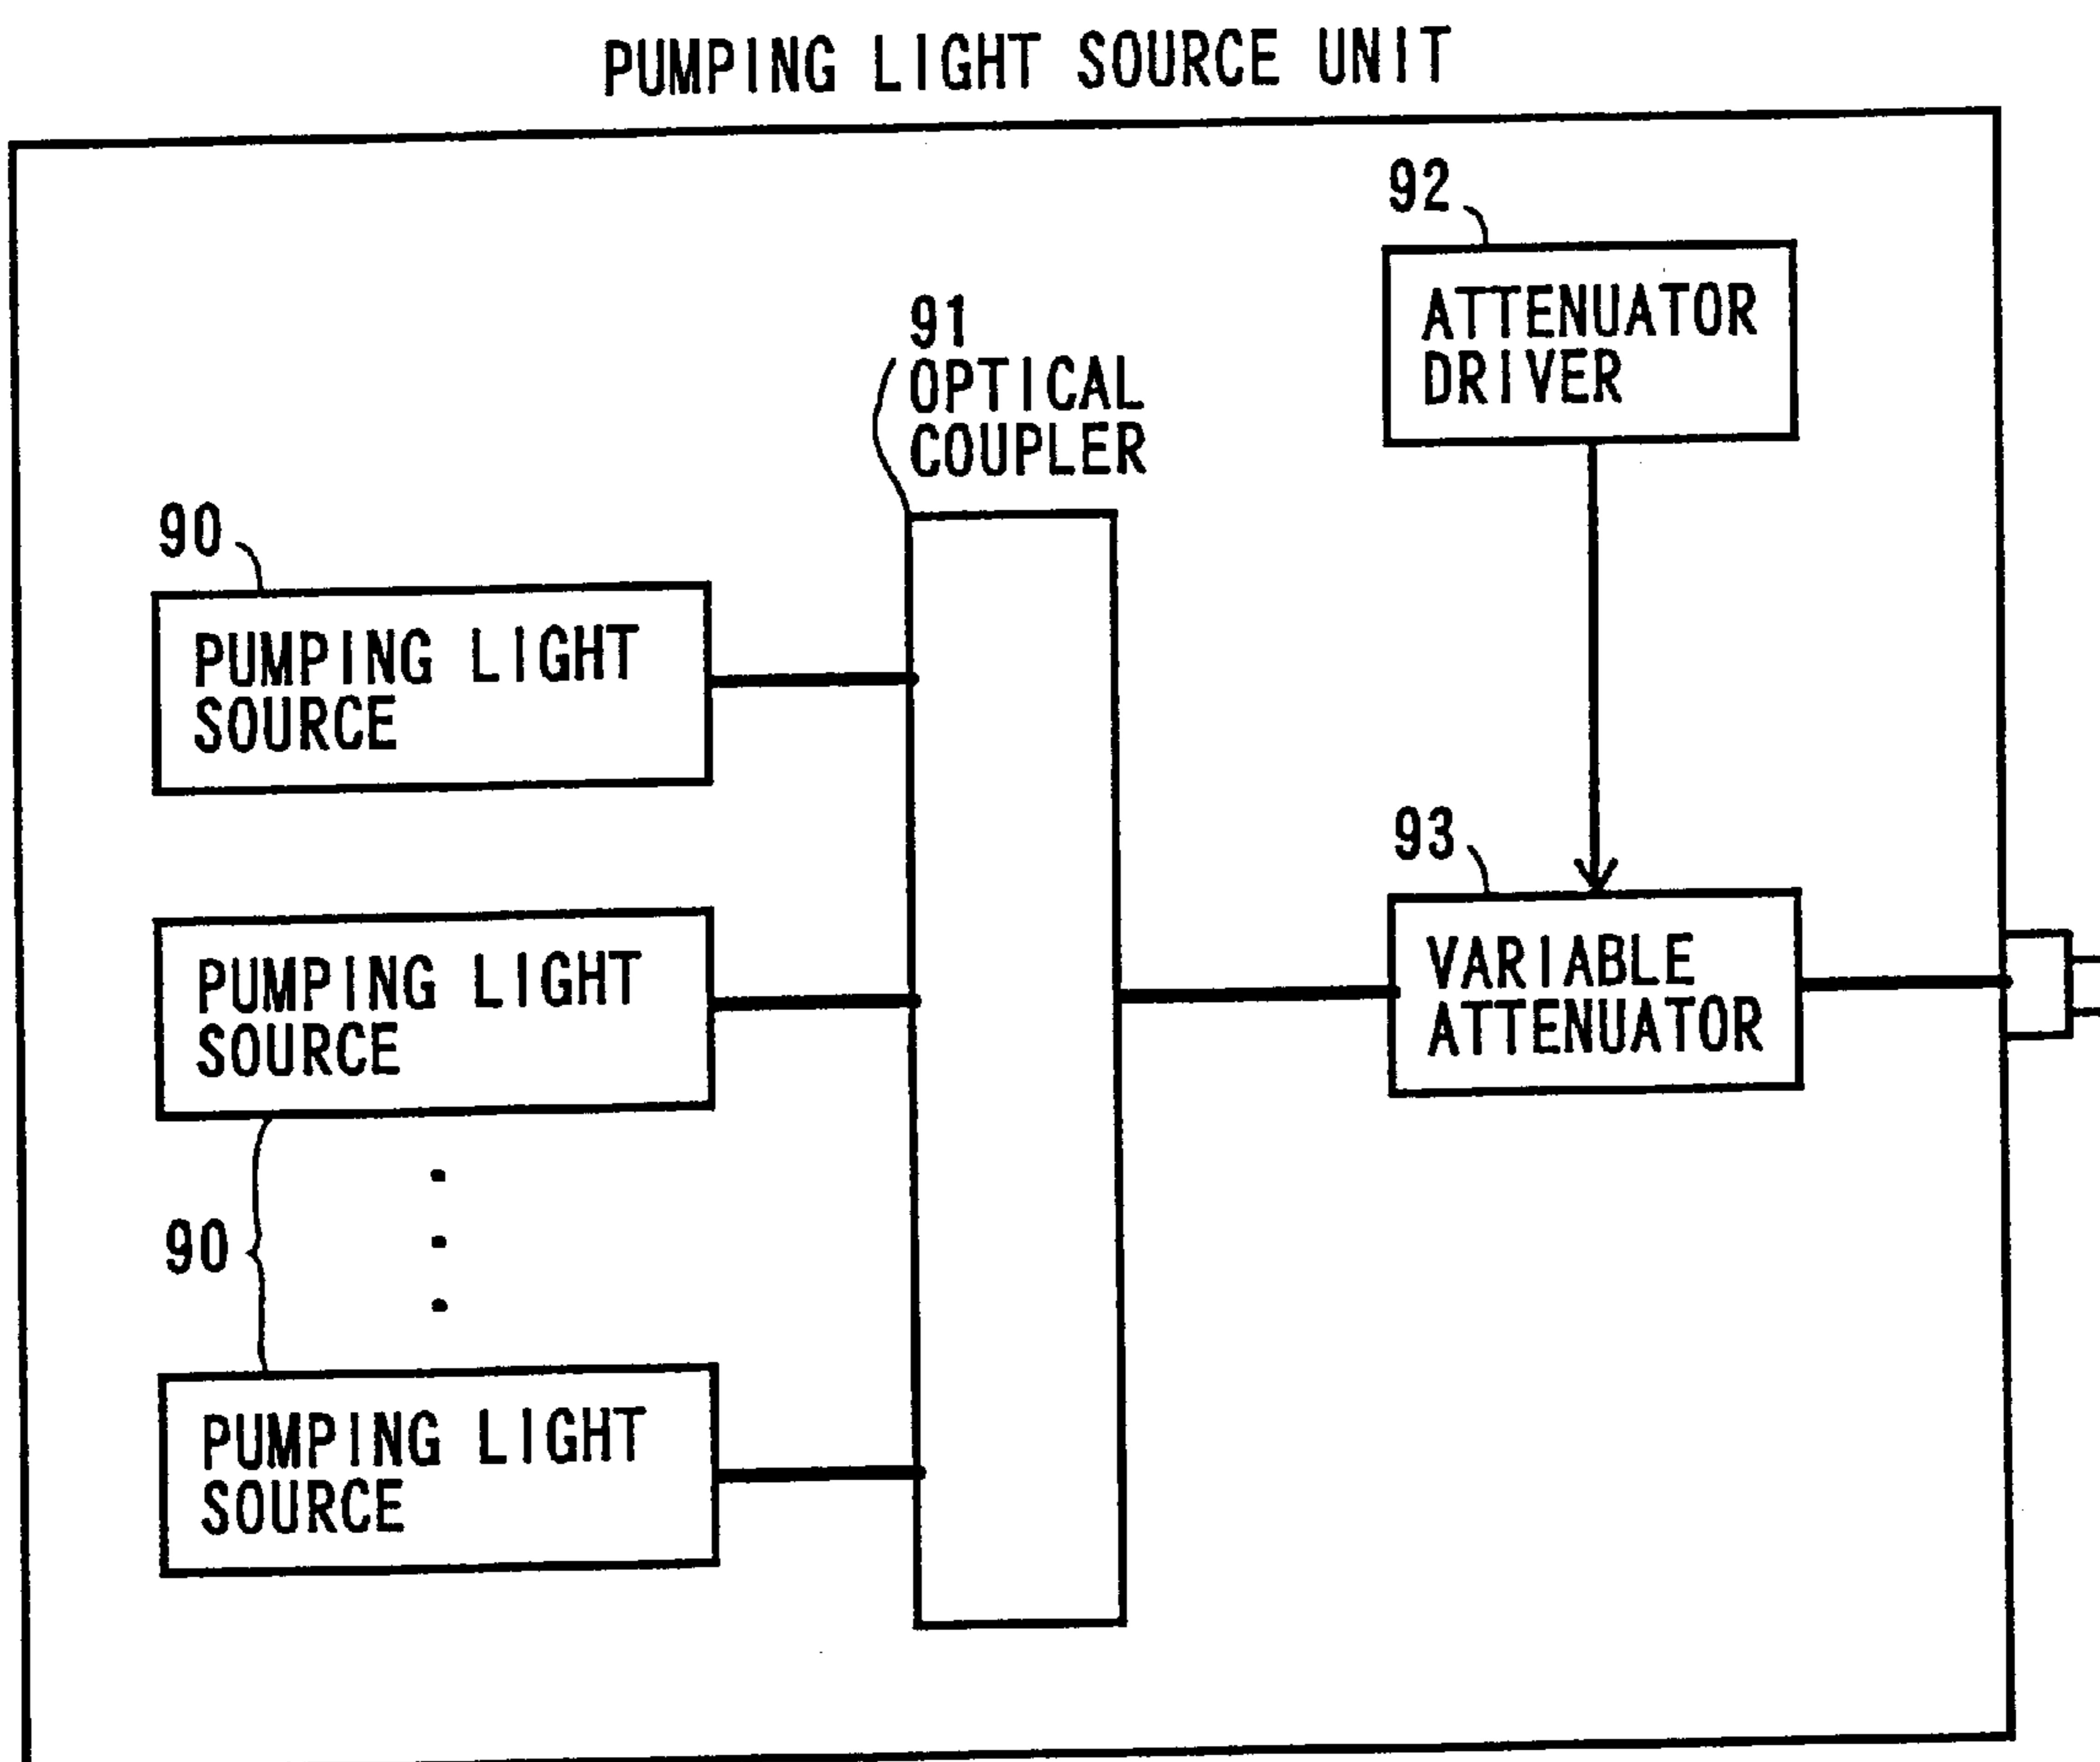 PUMPING LIGHT SOURCE UNIT
92
ATTENUATOR
DRIVER
91
OPTICAL
COUPLER
90
PUMPING LIGHT
SOURCE
93
VARIABLE
ATTENUATOR
PUMPING LIGHT
SOURCE
90
PUMPING LIGHT
SOURCE